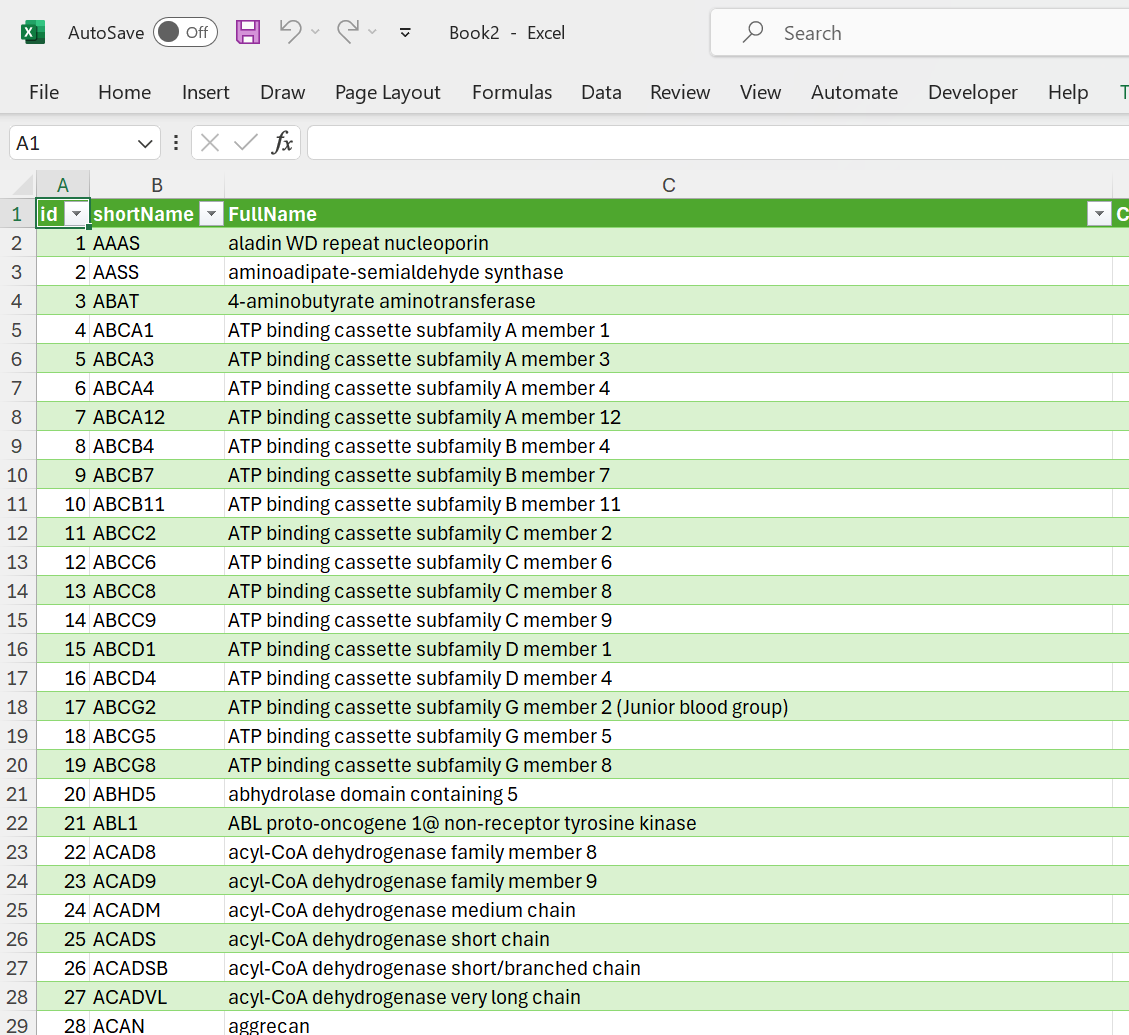 AutoSave Off Book2 - Excel Search
File Home Insert Draw Page Layout Formulas Data Review View Automate Developer Help T
A1 fx
A B C
1 id shortName FullName C
2 1 AAAS aladin WD repeat nucleoporin
3 2 AASS aminoadipate-semialdehyde synthase
4 3 ABAT 4-aminobutyrate aminotransferase
5 4 ABCA1 ATP binding cassette subfamily A member 1
6 5 ABCA3 ATP binding cassette subfamily A member 3
7 6 ABCA4 ATP binding cassette subfamily A member 4
8 7 ABCA12 ATP binding cassette subfamily A member 12
9 8 ABCB4 ATP binding cassette subfamily B member 4
10 9 ABCB7 ATP binding cassette subfamily B member 7
11 10 ABCB11 ATP binding cassette subfamily B member 11
12 11 ABCC2 ATP binding cassette subfamily C member 2
13 12 ABCC6 ATP binding cassette subfamily C member 6
14 13 ABCC8 ATP binding cassette subfamily C member 8
15 14 ABCC9 ATP binding cassette subfamily C member 9
16 15 ABCD1 ATP binding cassette subfamily D member 1
17 16 ABCD4 ATP binding cassette subfamily D member 4
18 17 ABCG2 ATP binding cassette subfamily G member 2 (Junior blood group)
19 18 ABCG5 ATP binding cassette subfamily G member 5
20 19 ABCG8 ATP binding cassette subfamily G member 8
21 20 ABHD5 abhydrolase domain containing 5
22 21 ABL1 ABL proto-oncogene 1@ non-receptor tyrosine kinase
23 22 ACAD8 acyl-CoA dehydrogenase family member 8
24 23 ACAD9 acyl-CoA dehydrogenase family member 9
25 24 ACADM acyl-CoA dehydrogenase medium chain
26 25 ACADS acyl-CoA dehydrogenase short chain
27 26 ACADSB acyl-CoA dehydrogenase short/branched chain
28 27 ACADVL acyl-CoA dehydrogenase very long chain
29 28 ACAN aggrecan